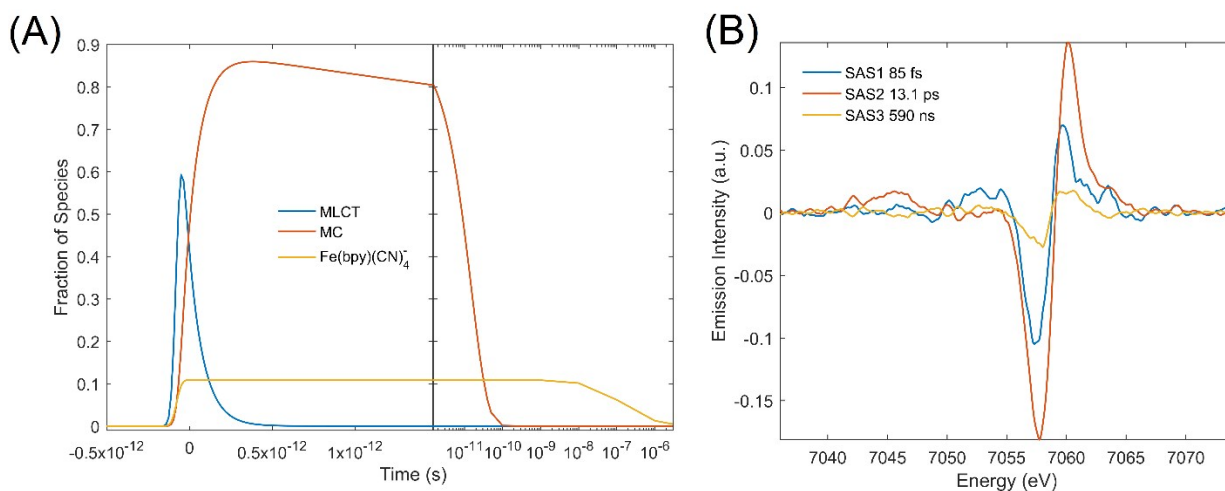 (A)
0.9
0.8
0.7
0.6
0.5
0.4
0.3
0.2
0.1
0
Fraction of Species
MLCT
MC
Fe(bpy)(CN)₄⁻
-0.5x10⁻¹² 0 0.5x10⁻¹² 1x10⁻¹² 10⁻¹¹ 10⁻¹⁰ 10⁻⁹ 10⁻⁸ 10⁻⁷ 10⁻⁶
Time (s)
(B)
0.1
0.05
0
-0.05
-0.1
-0.15
Emission Intensity (a.u.)
SAS1 85 fs
SAS2 13.1 ps
SAS3 590 ns
7040 7045 7050 7055 7060 7065 7070
Energy (eV)